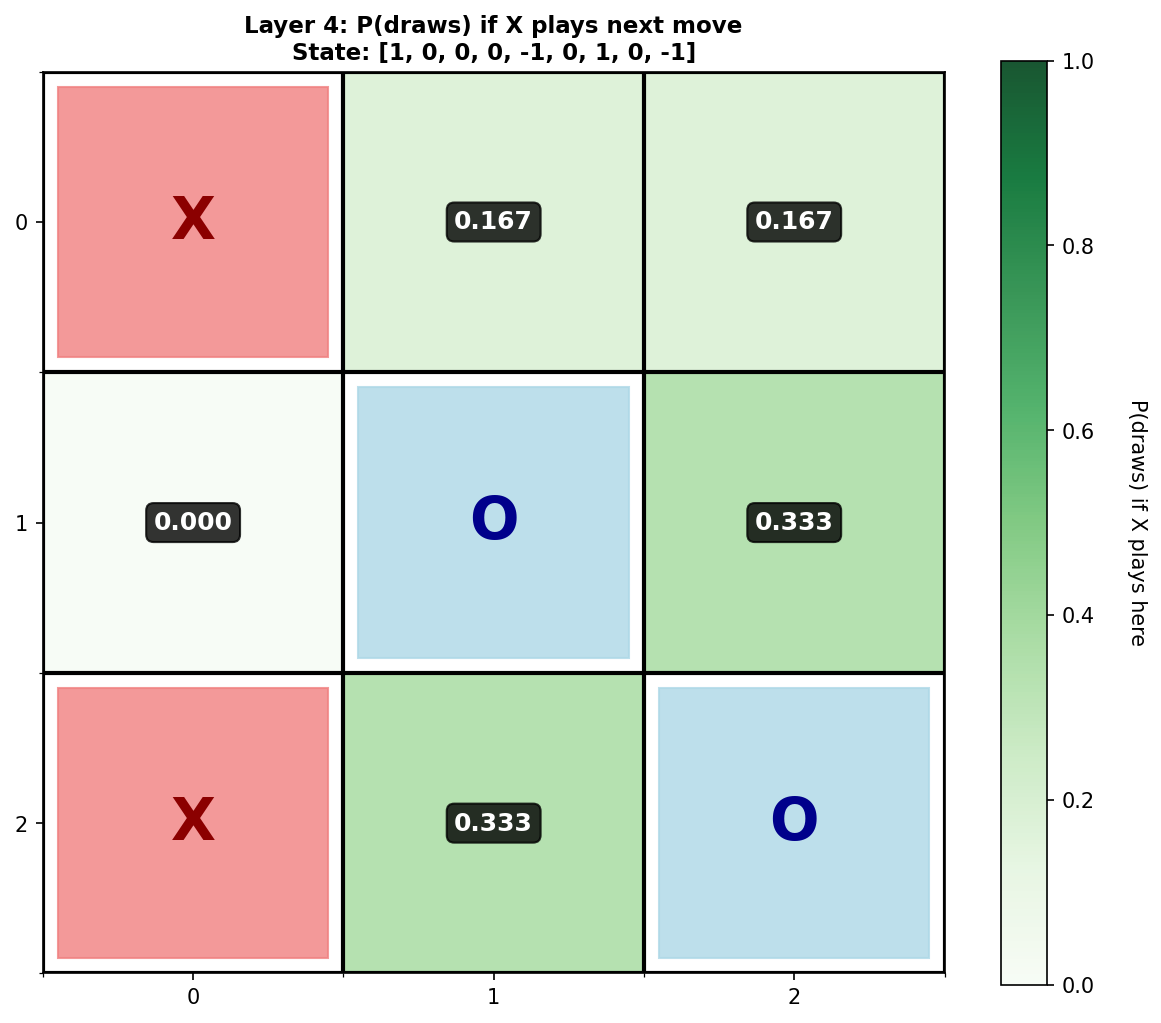 Layer 4: P(draws) if X plays next move
State: [1, 0, 0, 0, -1, 0, 1, 0, -1]
X
0.167
0.167
0.000
O
0.333
X
0.333
O
0
1
2
0
1
2
1.0
0.8
0.6
0.4
0.2
0.0
P(draws) if X plays here